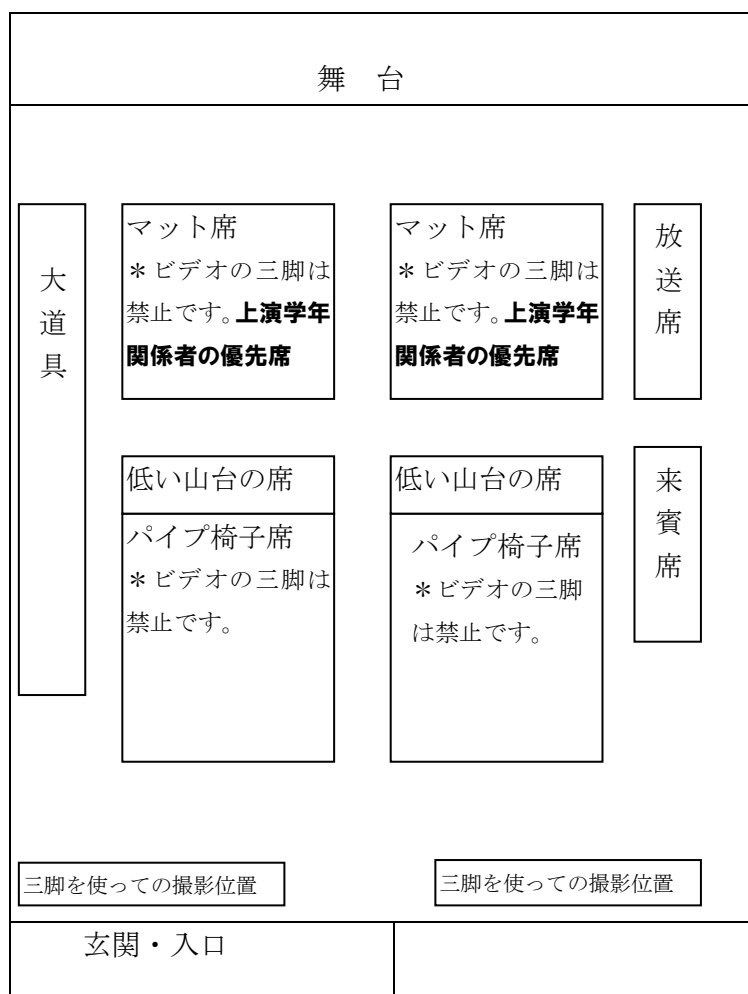 舞　台
大道具
マット席
＊ビデオの三脚は
禁止です。上演学年
関係者の優先席
マット席
＊ビデオの三脚は
禁止です。上演学年
関係者の優先席
放送席
低い山台の席
パイプ椅子席
＊ビデオの三脚は
禁止です。
低い山台の席
パイプ椅子席
＊ビデオの三脚
は禁止です。
来賓席
三脚を使っての撮影位置
三脚を使っての撮影位置
玄関・入口